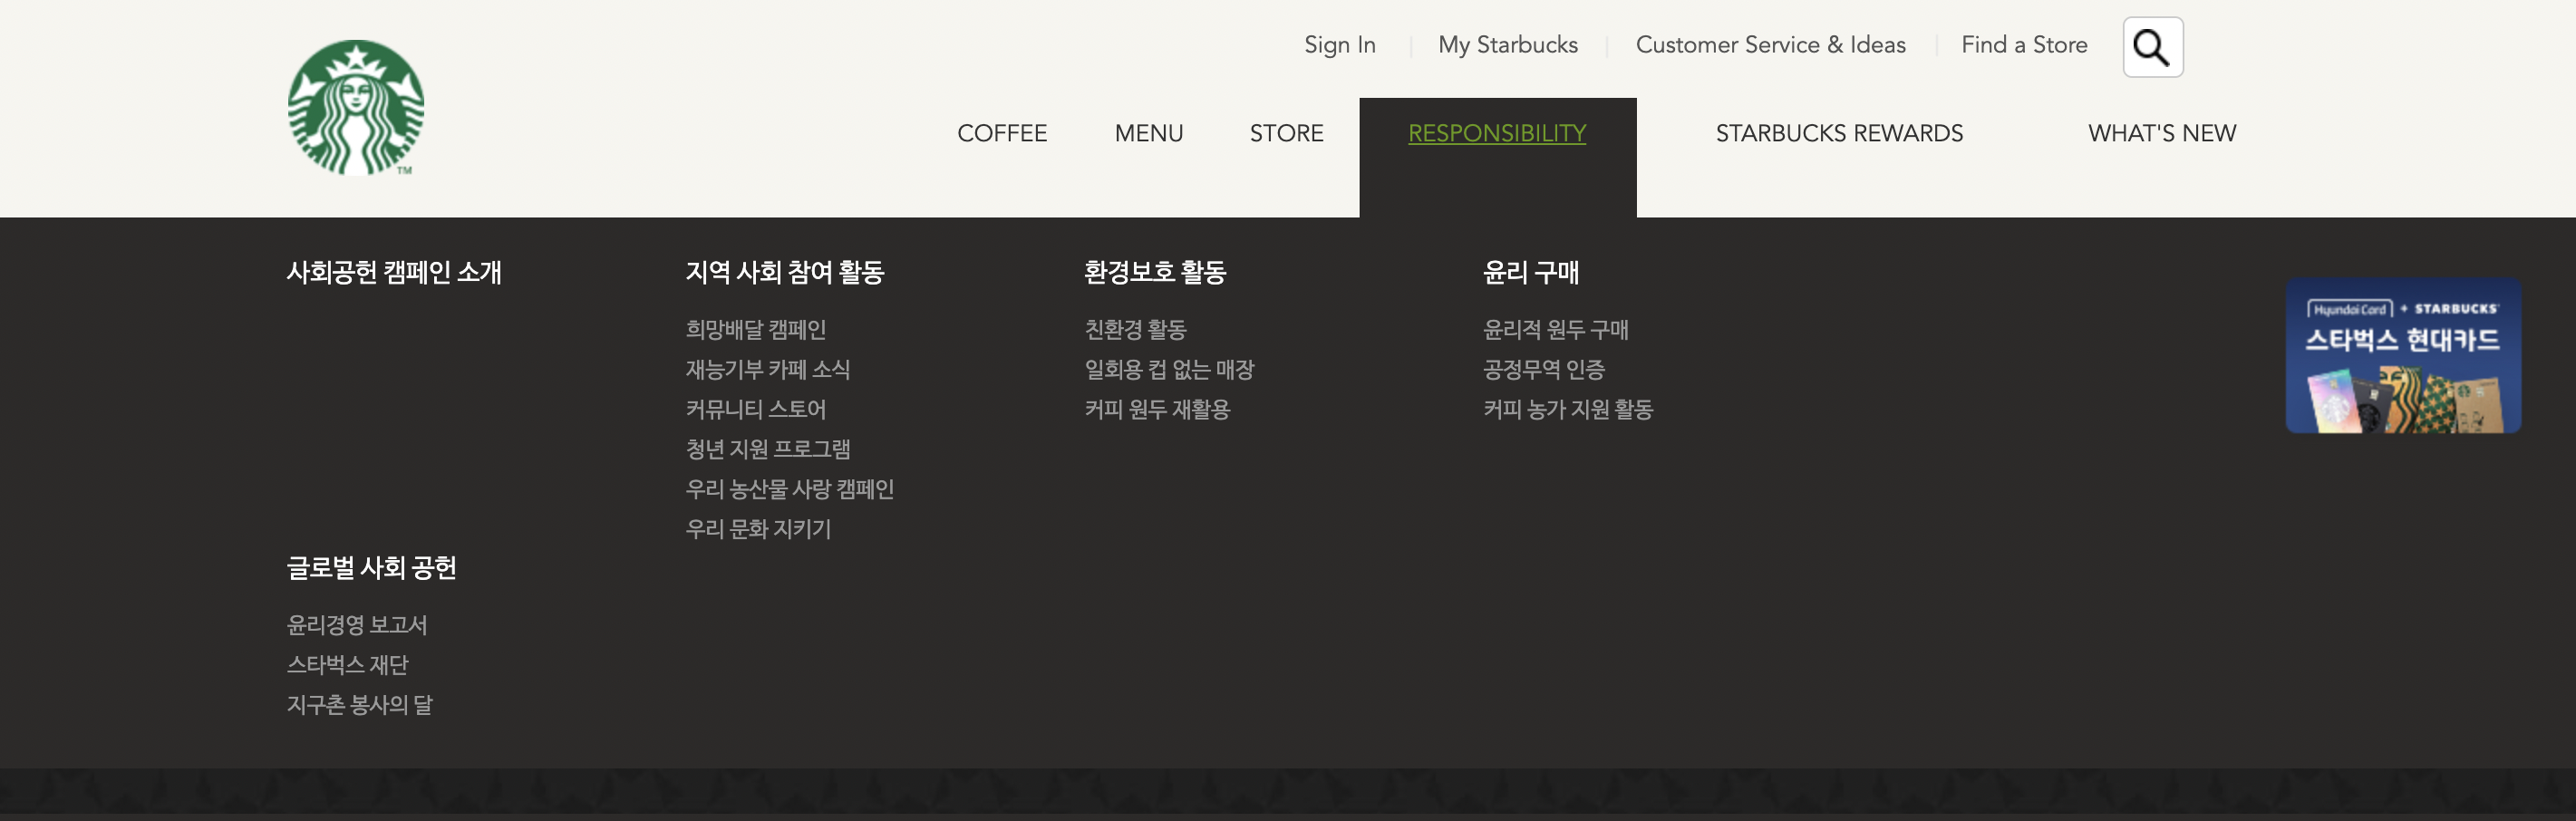 Sign In
My Starbucks
Customer Service & Ideas
Find a Store
TM
COFFEE
MENU
STORE
RESPONSIBILITY
STARBUCKS REWARDS
WHAT'S NEW
사회공헌 캠페인 소개
지역 사회 참여 활동
희망배달 캠페인
재능기부 카페 소식
커뮤니티 스토어
청년 지원 프로그램
우리 농산물 사랑 캠페인
우리 문화 지키기
환경보호 활동
친환경 활동
일회용 컵 없는 매장
커피 원두 재활용
윤리 구매
윤리적 원두 구매
공정무역 인증
커피 농가 지원 활동
HyundaiCard + STARBUCKS
스타벅스 현대카드
글로벌 사회 공헌
윤리경영 보고서
스타벅스 재단
지구촌 봉사의 달